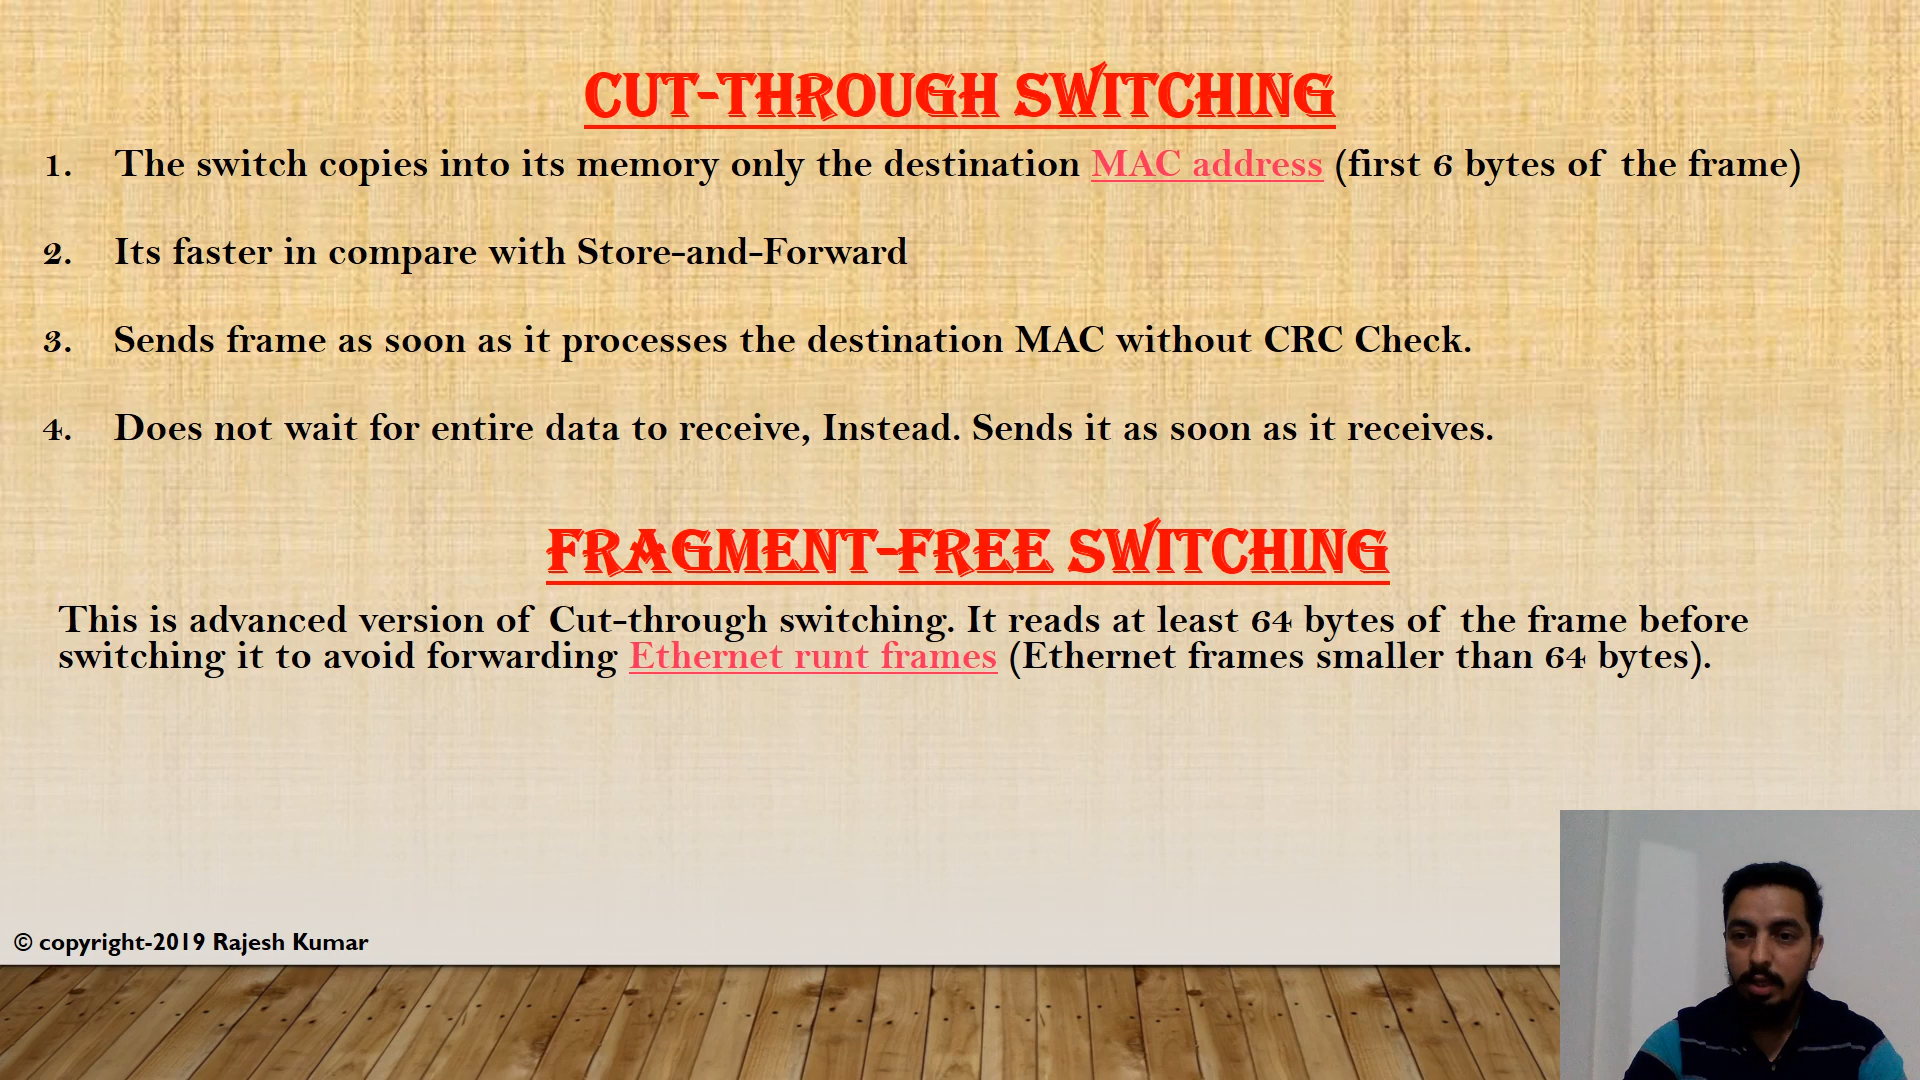 CUT-THROUGH SWITCHING
1. The switch copies into its memory only the destination MAC address (first 6 bytes of the frame)
2. Its faster in compare with Store-and-Forward
3. Sends frame as soon as it processes the destination MAC without CRC Check.
4. Does not wait for entire data to receive, Instead. Sends it as soon as it receives.
FRAGMENT-FREE SWITCHING
This is advanced version of Cut-through switching. It reads at least 64 bytes of the frame before
switching it to avoid forwarding Ethernet runt frames (Ethernet frames smaller than 64 bytes).
© copyright-2019 Rajesh Kumar